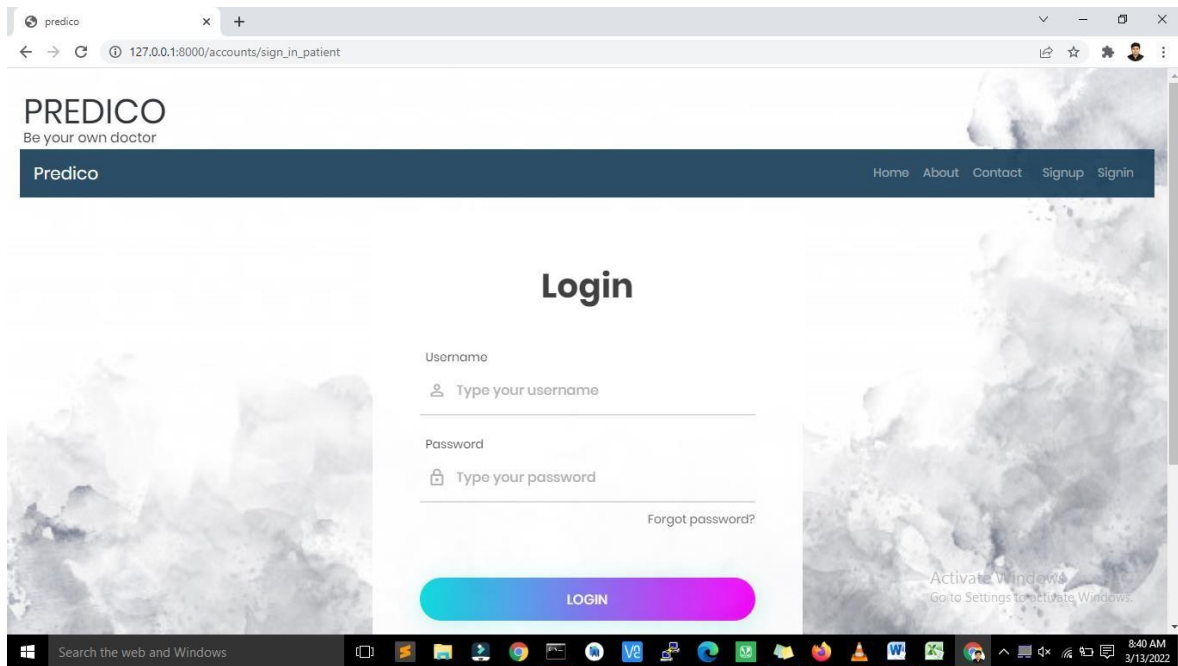 predico
127.0.0.1:8000/accounts/sign_in_patient
PREDICO
Be your own doctor
Predico Home About Contact Signup Signin
Login
Username
Type your username
Password
Type your password
Forgot password?
LOGIN
Activate Windows
Go to Settings to activate Windows.
Search the web and Windows
8:40 AM
3/13/2022